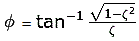 ϕ = tan⁻¹ √(1−ζ²)/ζ